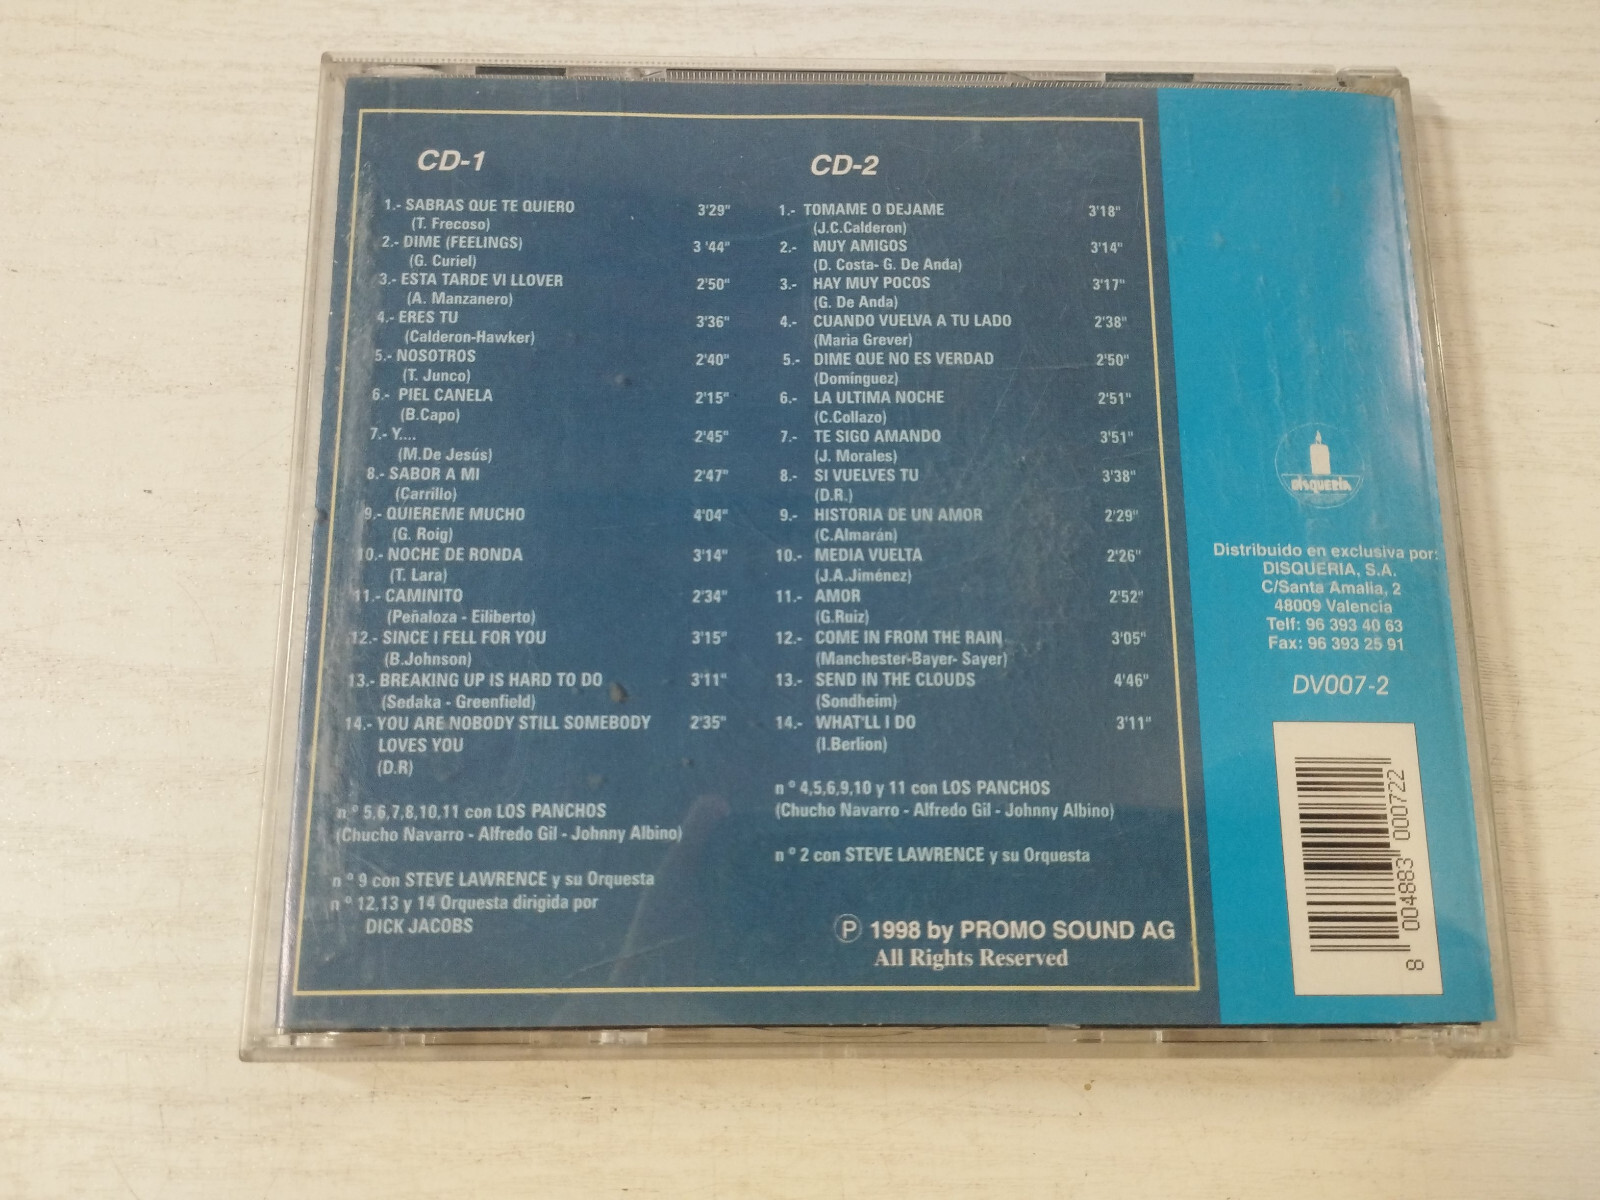 CD-1
1.- SABRAS QUE TE QUIERO 3'29"
(T. Frecoso)
2.- DIME (FEELINGS) 3 '44"
(G. Curiel)
3.- ESTA TARDE VI LLOVER 2'50"
(A. Manzanero)
4.- ERES TU 3'36"
(Calderon-Hawker)
5.- NOSOTROS 2'40"
(T. Junco)
6.- PIEL CANELA 2'15"
(B.Capo)
7.- Y.... 2'45"
(M.De Jesús)
8.- SABOR A MI 2'47"
(Carrillo)
9.- QUIEREME MUCHO 4'04"
(G. Roig)
10.- NOCHE DE RONDA 3'14"
(T. Lara)
11.- CAMINITO 2'34"
(Peñaloza - Eiliberto)
12.- SINCE I FELL FOR YOU 3'15"
(B.Johnson)
13.- BREAKING UP IS HARD TO DO 3'11"
(Sedaka - Greenfield)
14.- YOU ARE NOBODY STILL SOMEBODY 2'35"
LOVES YOU
(D.R)
n º 5,6,7,8,10,11 con LOS PANCHOS
(Chucho Navarro - Alfredo Gil - Johnny Albino)
n º 9 con STEVE LAWRENCE y su Orquesta
n º 12,13 y 14 Orquesta dirigida por
DICK JACOBS
CD-2
1.- TOMAME O DEJAME 3'18"
(J.C.Calderon)
2.- MUY AMIGOS 3'14"
(D. Costa- G. De Anda)
3.- HAY MUY POCOS 3'17"
(G. De Anda)
4.- CUANDO VUELVA A TU LADO 2'38"
(Maria Grever)
5.- DIME QUE NO ES VERDAD 2'50"
(Domínguez)
6.- LA ULTIMA NOCHE 2'51"
(C.Collazo)
7.- TE SIGO AMANDO 3'51"
(J. Morales)
8.- SI VUELVES TU 3'38"
(D.R.)
9.- HISTORIA DE UN AMOR 2'29"
(C.Almarán)
10.- MEDIA VUELTA 2'26"
(J.A.Jiménez)
11.- AMOR 2'52"
(G.Ruiz)
12.- COME IN FROM THE RAIN 3'05"
(Manchester-Bayer- Sayer)
13.- SEND IN THE CLOUDS 4'46"
(Sondheim)
14.- WHAT'LL I DO 3'11"
(I.Berlion)
n º 4,5,6,9,10 y 11 con LOS PANCHOS
(Chucho Navarro - Alfredo Gil - Johnny Albino)
n º 2 con STEVE LAWRENCE y su Orquesta
Ⓟ 1998 by PROMO SOUND AG
All Rights Reserved
DISQUERIA
Distribuido en exclusiva por:
DISQUERIA, S.A.
C/Santa Amalia, 2
48009 Valencia
Telf: 96 393 40 63
Fax: 96 393 25 91
DV007-2
8 004883 000722